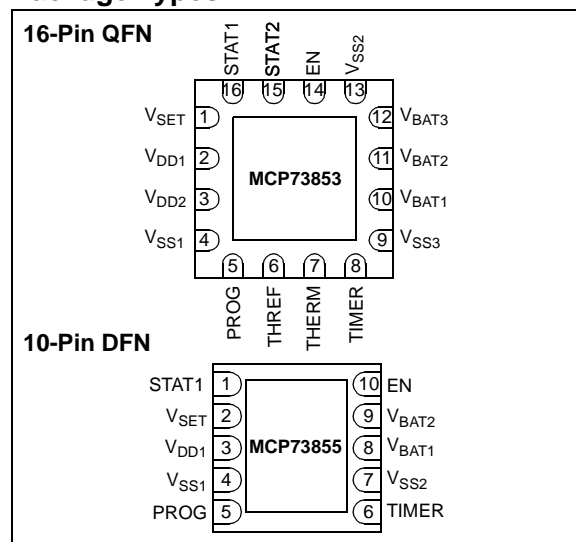 Package Types
16-Pin QFN
STAT1
STAT2
EN
VSS2
16 15 14 13
VSET 1
VDD1 2
VDD2 3
VSS1 4
MCP73853
12 VBAT3
11 VBAT2
10 VBAT1
9 VSS3
5 6 7 8
PROG
THREF
THERM
TIMER
10-Pin DFN
STAT1 1
VSET 2
VDD1 3
VSS1 4
PROG 5
MCP73855
10 EN
9 VBAT2
8 VBAT1
7 VSS2
6 TIMER